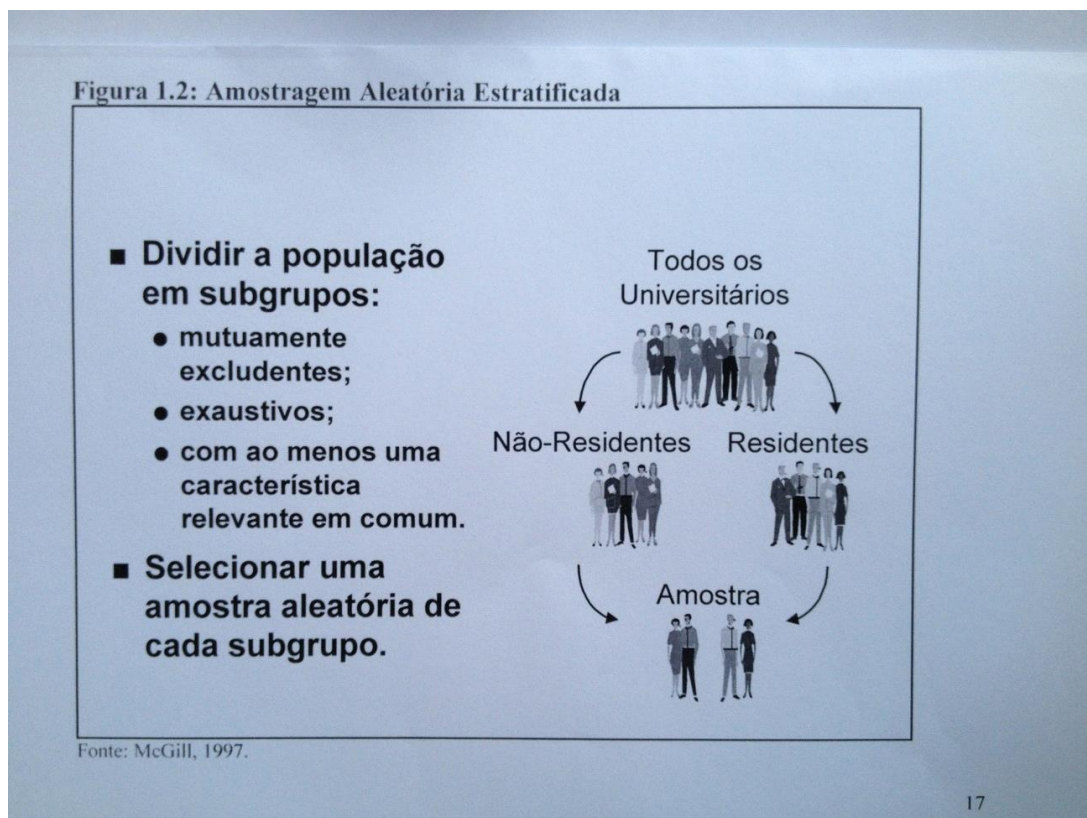 Figura 1.2: Amostragem Aleatória Estratificada
■ Dividir a população
em subgrupos:
● mutuamente
excludentes;
● exaustivos;
● com ao menos uma
característica
relevante em comum.
■ Selecionar uma
amostra aleatória de
cada subgrupo.
Todos os
Universitários
Não-Residentes
Residentes
Amostra
Fonte: McGill, 1997.
17